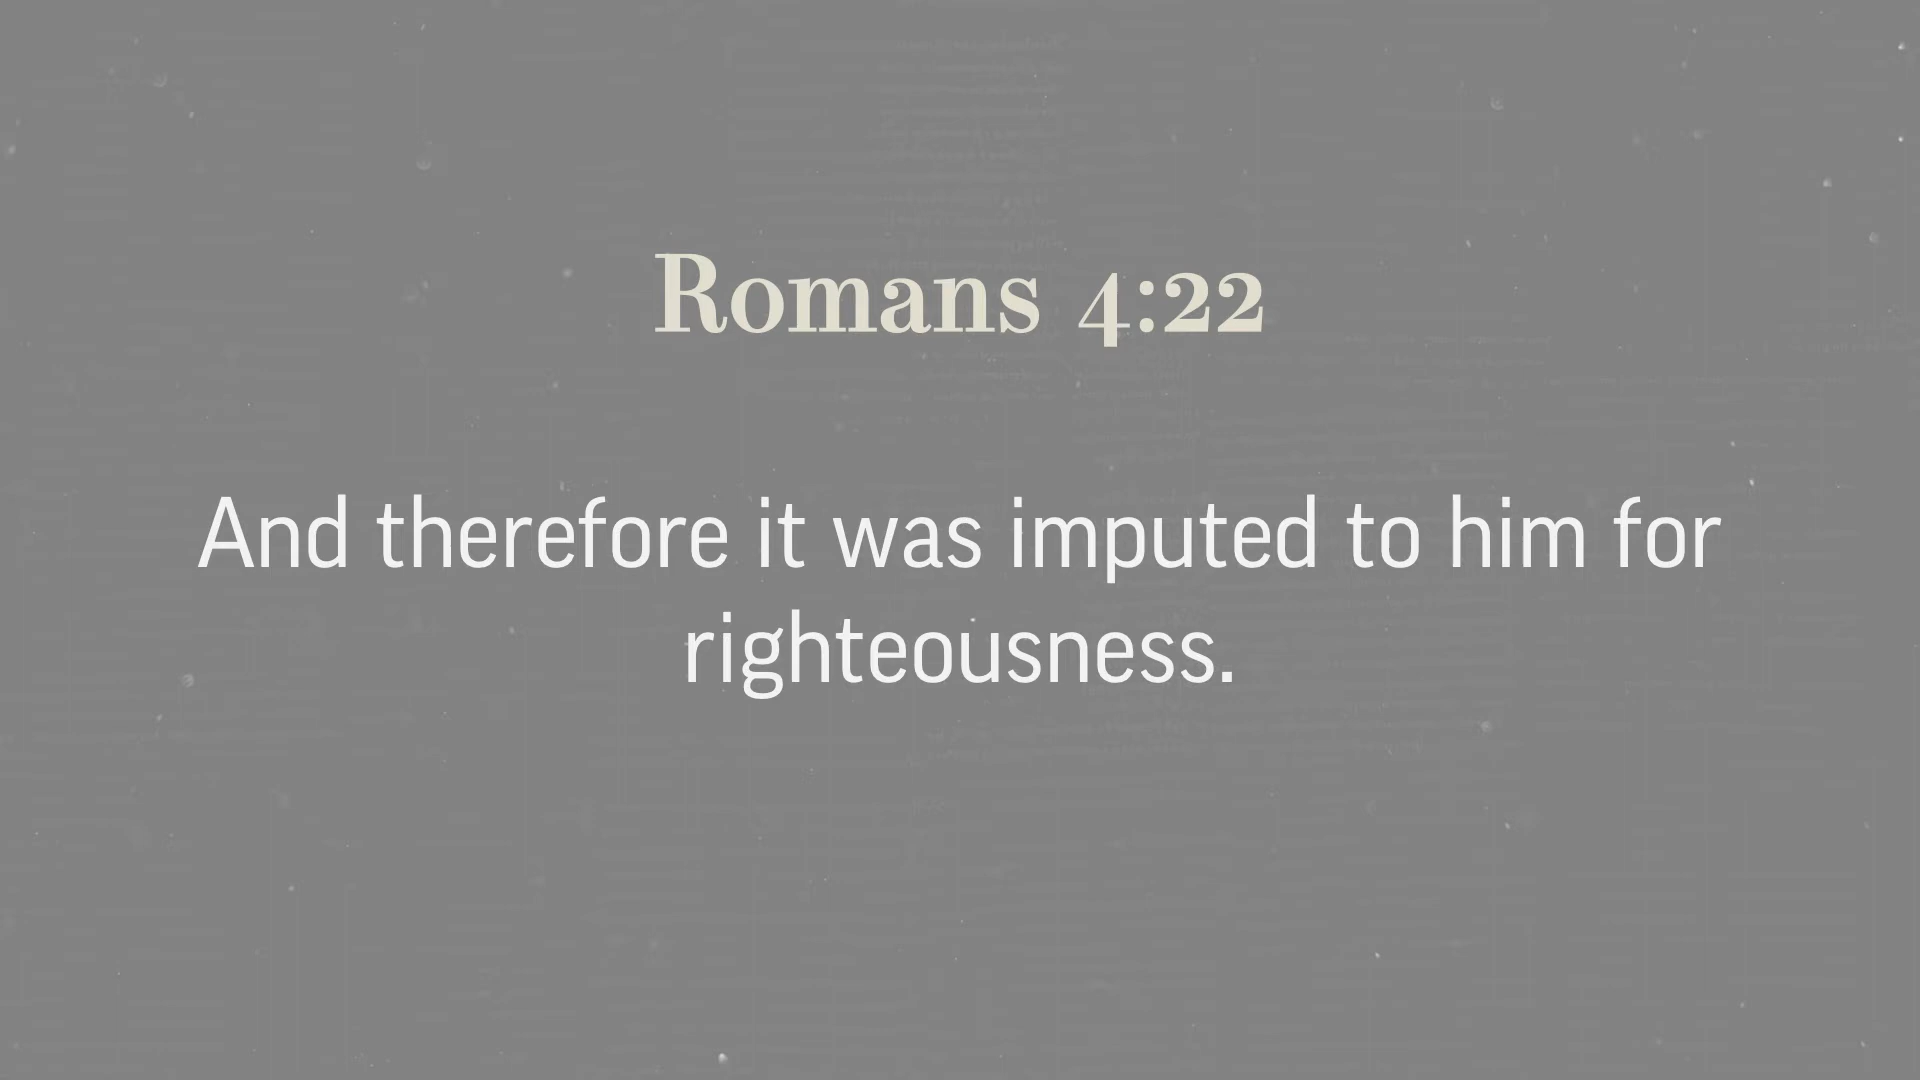 Romans 4:22
And therefore it was imputed to him for
righteousness.